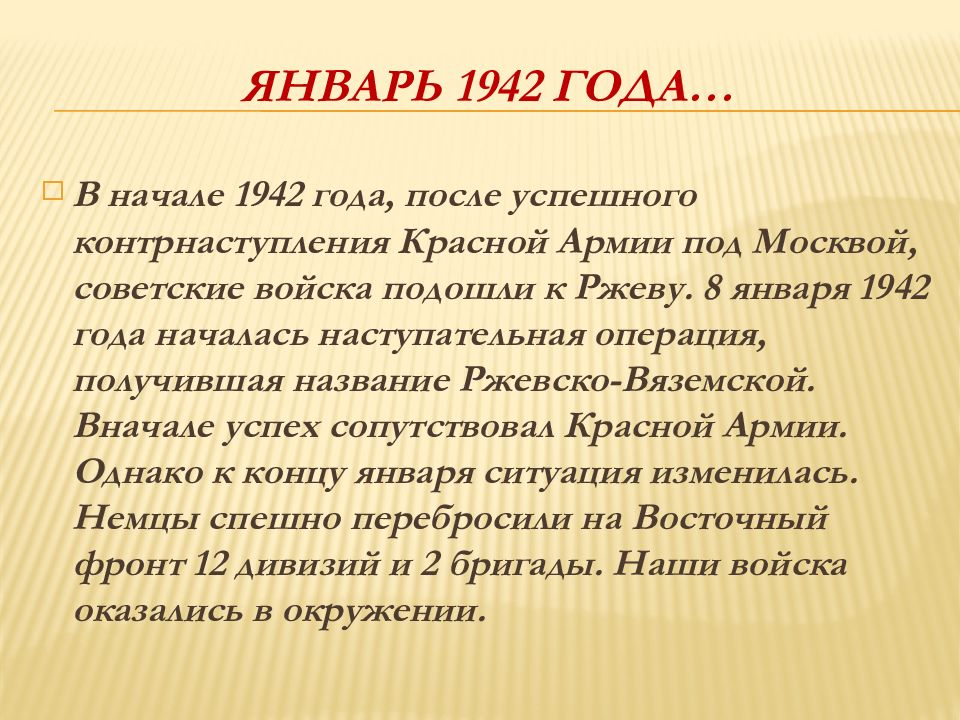 ЯНВАРЬ 1942 ГОДА…
В начале 1942 года, после успешного
контрнаступления Красной Армии под Москвой,
советские войска подошли к Ржеву. 8 января 1942
года началась наступательная операция,
получившая название Ржевско-Вяземской.
Вначале успех сопутствовал Красной Армии.
Однако к концу января ситуация изменилась.
Немцы спешно перебросили на Восточный
фронт 12 дивизий и 2 бригады. Наши войска
оказались в окружении.